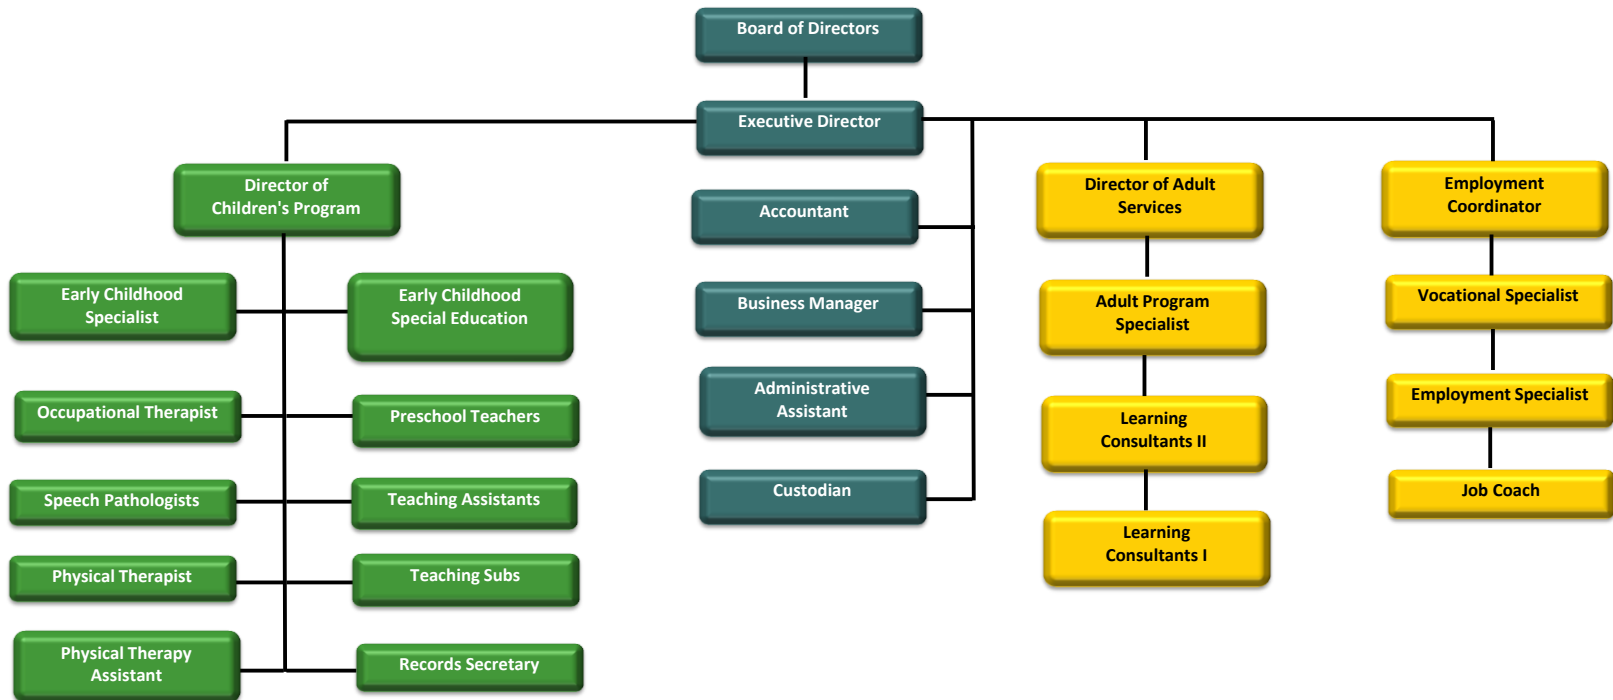 Board of Directors
Executive Director
Director of
Children's Program
Early Childhood
Specialist
Early Childhood
Special Education
Occupational Therapist
Preschool Teachers
Speech Pathologists
Teaching Assistants
Physical Therapist
Teaching Subs
Physical Therapy
Assistant
Records Secretary
Accountant
Business Manager
Administrative
Assistant
Custodian
Director of Adult
Services
Adult Program
Specialist
Learning
Consultants II
Learning
Consultants I
Employment
Coordinator
Vocational Specialist
Employment Specialist
Job Coach